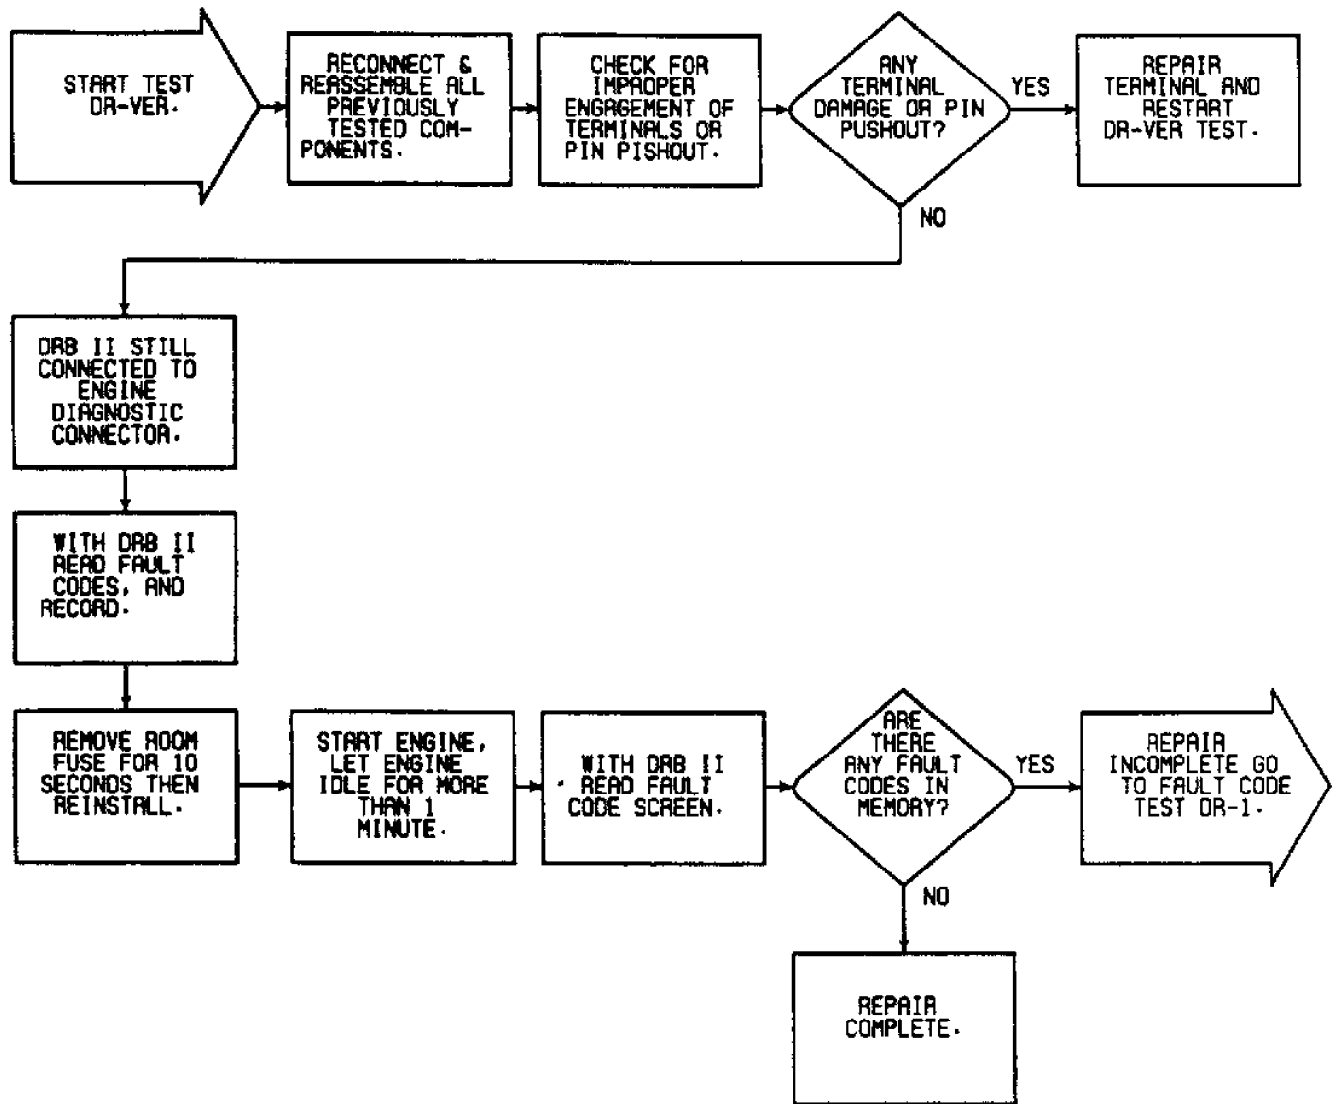 START TEST
DR-VER.
RECONNECT &
REASSEMBLE ALL
PREVIOUSLY
TESTED COM-
PONENTS.
CHECK FOR
IMPROPER
ENGAGEMENT OF
TERMINALS OR
PIN PISHOUT.
ANY
TERMINAL
DAMAGE OR PIN
PUSHOUT?
YES
REPAIR
TERMINAL AND
RESTART
DR-VER TEST.
NO
DRB II STILL
CONNECTED TO
ENGINE
DIAGNOSTIC
CONNECTOR.
WITH DRB II
READ FAULT
CODES, AND
RECORD.
REMOVE ROOM
FUSE FOR 10
SECONDS THEN
REINSTALL.
START ENGINE,
LET ENGINE
IDLE FOR MORE
THAN 1
MINUTE.
WITH DRB II
READ FAULT
CODE SCREEN.
ARE
THERE
ANY FAULT
CODES IN
MEMORY?
YES
REPAIR
INCOMPLETE GO
TO FAULT CODE
TEST DR-1.
NO
REPAIR
COMPLETE.